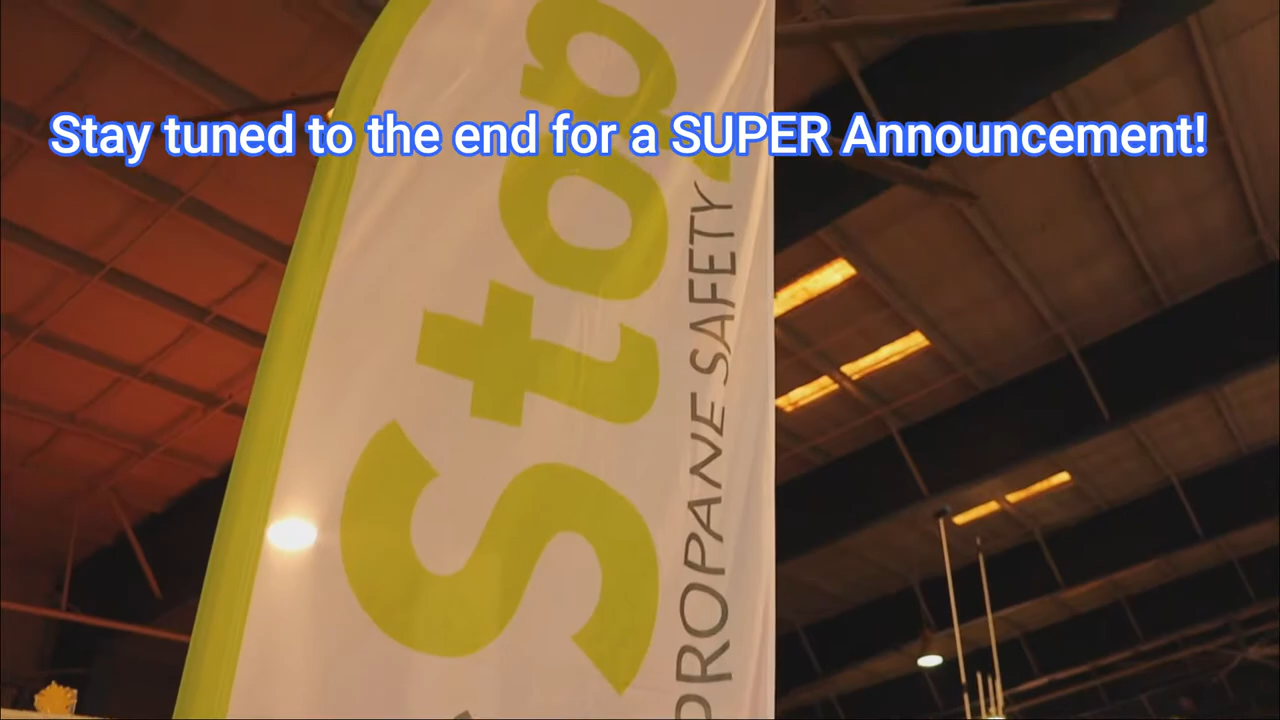 Stay tuned to the end for a SUPER Announcement!
Stop
PROPANE SAFETY